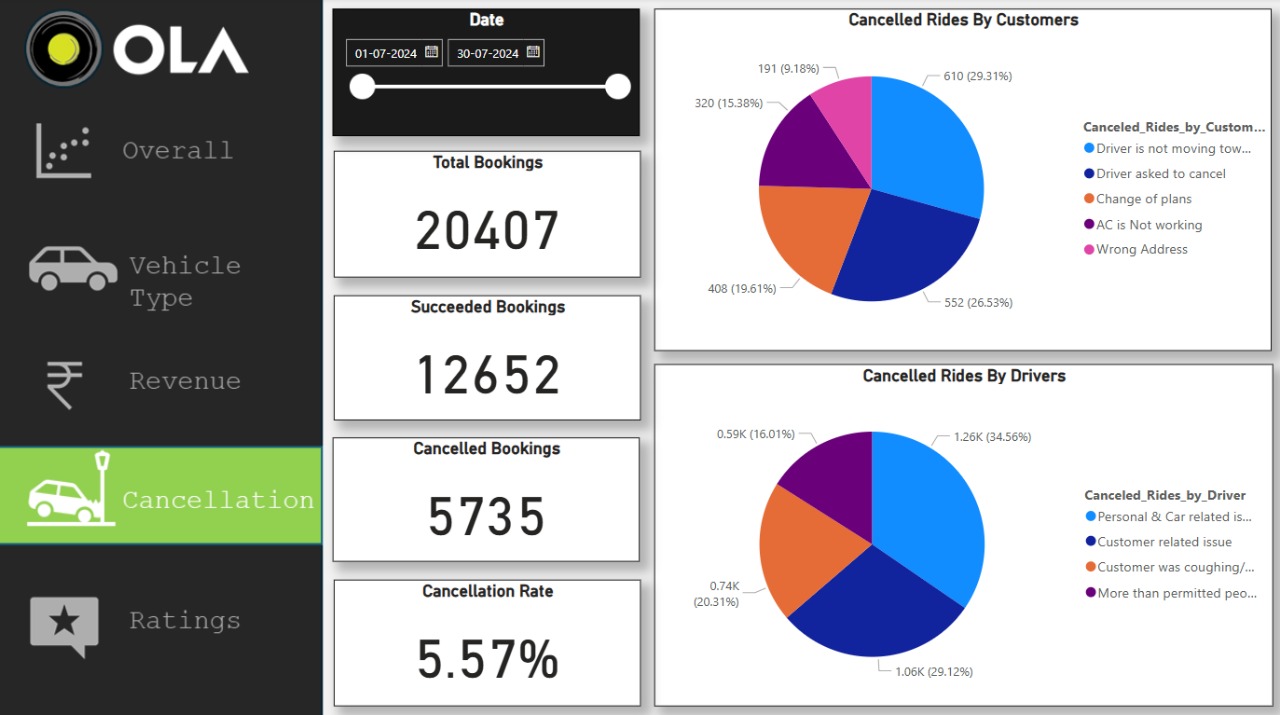 OLA
Overall
Vehicle
Type
Revenue
Cancellation
Ratings
Date
01-07-2024
30-07-2024
Total Bookings
20407
Succeeded Bookings
12652
Cancelled Bookings
5735
Cancellation Rate
5.57%
Cancelled Rides By Customers
191 (9.18%)
610 (29.31%)
320 (15.38%)
408 (19.61%)
552 (26.53%)
Canceled_Rides_by_Custom...
Driver is not moving tow...
Driver asked to cancel
Change of plans
AC is Not working
Wrong Address
Cancelled Rides By Drivers
0.59K (16.01%)
1.26K (34.56%)
0.74K
(20.31%)
1.06K (29.12%)
Canceled_Rides_by_Driver
Personal & Car related is...
Customer related issue
Customer was coughing/...
More than permitted peo...